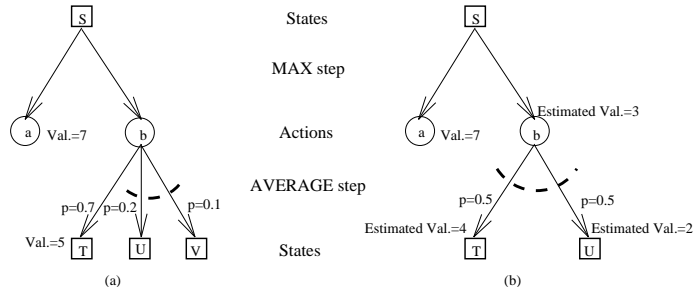 S States S
MAX step
Estimated Val.=3
a Val.=7 b Actions a Val.=7 b
AVERAGE step
p=0.7 p=0.2 p=0.1 p=0.5 p=0.5
Val.=5 Estimated Val.=4 Estimated Val.=2
T U V States T U
(a) (b)